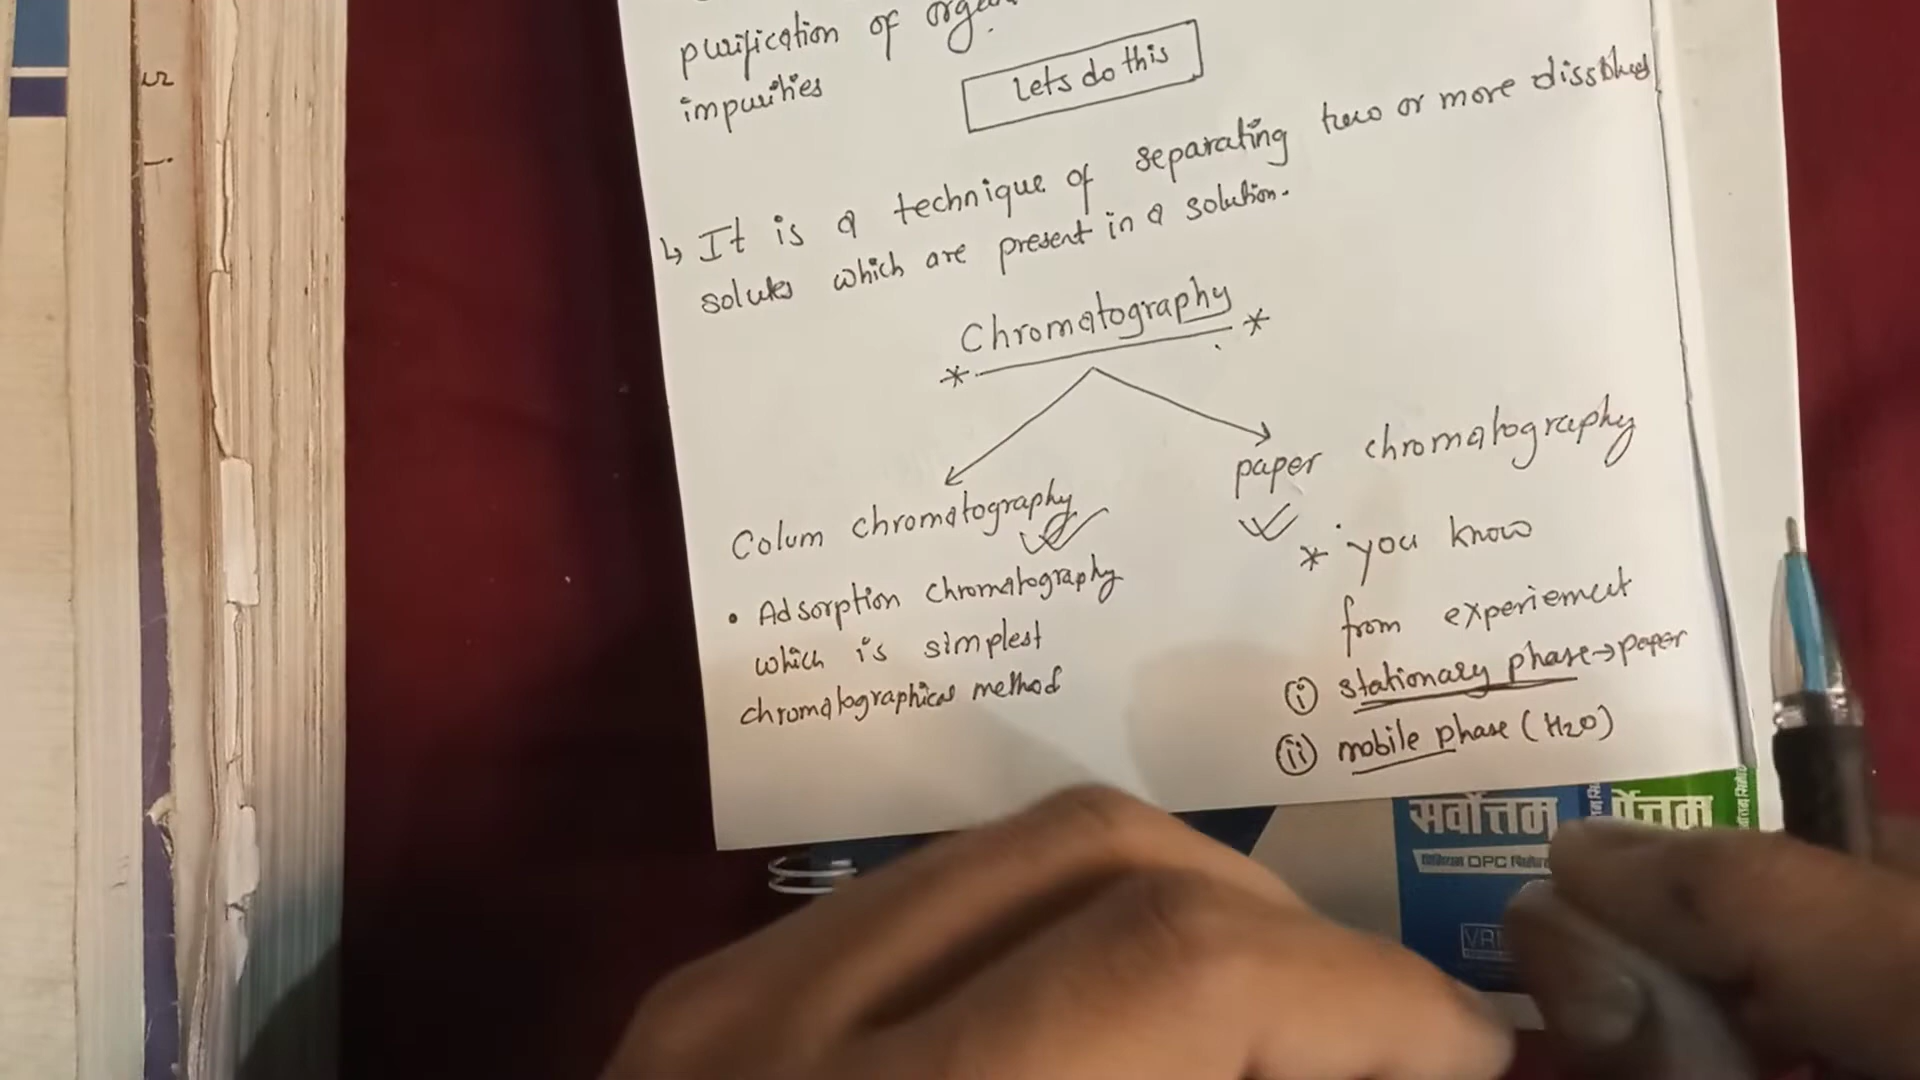 purification of
impurities
Lets do this
↳ It is a technique of separating two or more
solutes which are present in a solution.
* Chromatography *
Colum chromatography
• Adsorption chromatography
which is simplest
chromatographical method
paper chromatography
* you know
from
(i) stationary phase → paper
(ii) mobile phase (H2O)
सर्वोत्तम
DPC